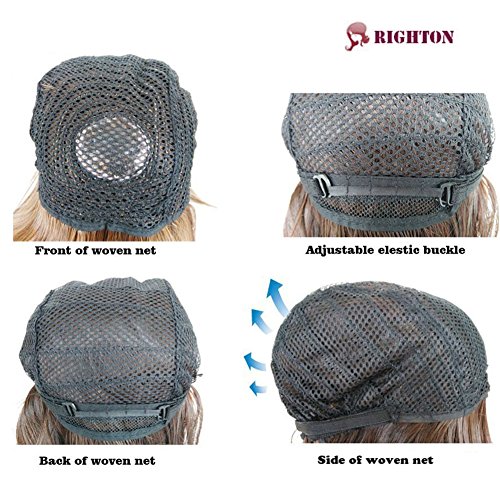 RIGHTON
Front of woven net
Adjustable elestic buckle
Back of woven net
Side of woven net